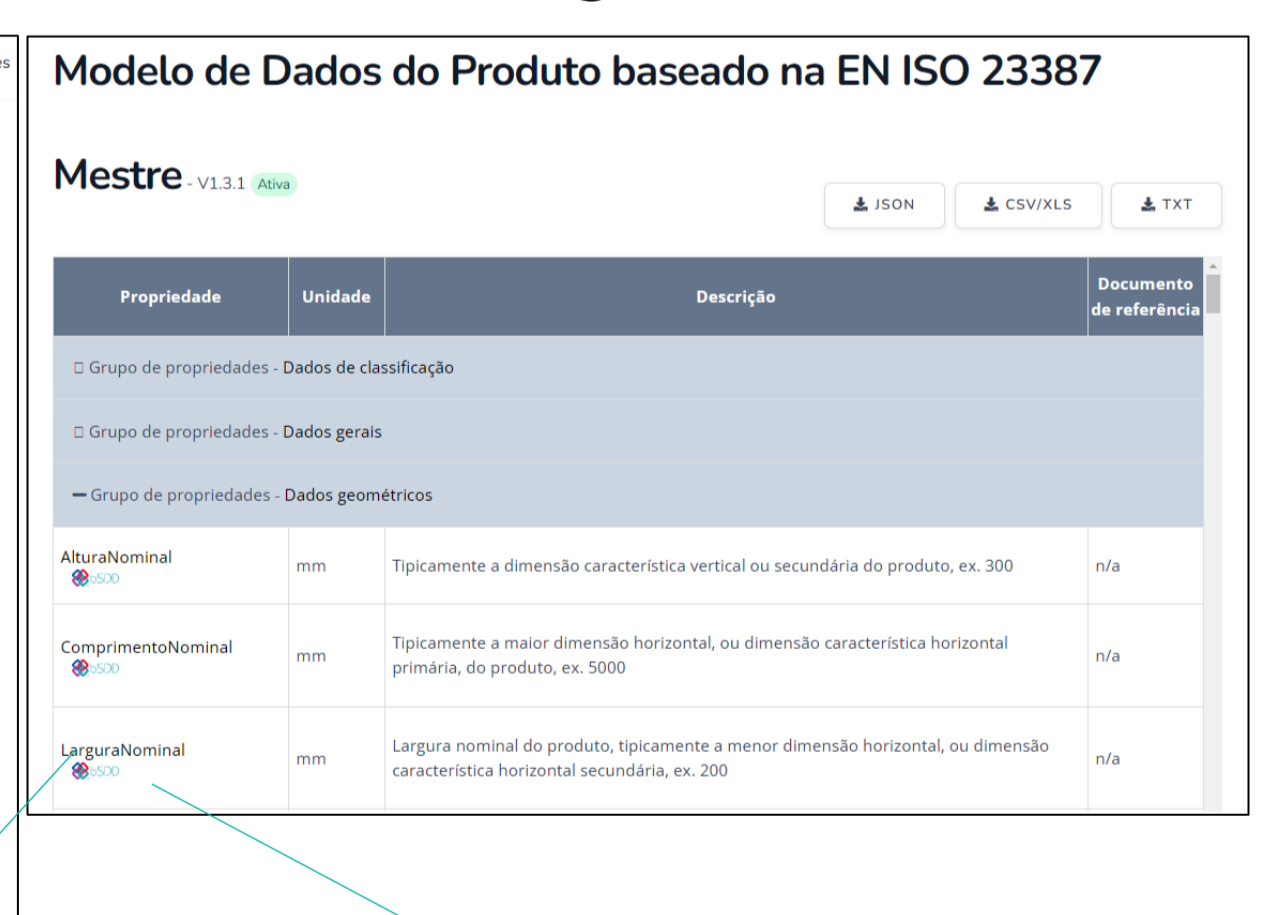 es
Modelo de Dados do Produto baseado na EN ISO 23387
Mestre - V1.3.1 Ativa
JSON
CSV/XLS
TXT
Propriedade
Unidade
Descrição
Documento
de referência
Grupo de propriedades - Dados de classificação
Grupo de propriedades - Dados gerais
Grupo de propriedades - Dados geométricos
AlturaNominal
bSDD
mm
Tipicamente a dimensão característica vertical ou secundária do produto, ex. 300
n/a
ComprimentoNominal
bSDD
mm
Tipicamente a maior dimensão horizontal, ou dimensão característica horizontal
primária, do produto, ex. 5000
n/a
LarguraNominal
bSDD
mm
Largura nominal do produto, tipicamente a menor dimensão horizontal, ou dimensão
característica horizontal secundária, ex. 200
n/a